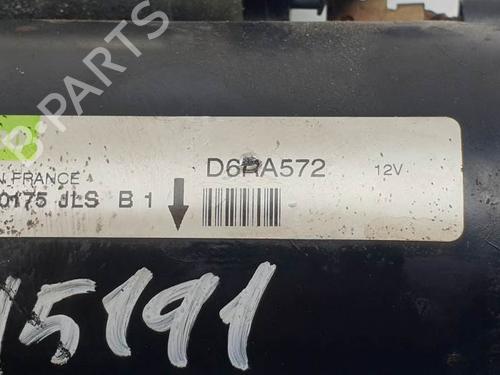 B-PARTS
D6RA572 12V
N FRANCE
0175 JLS B 1
15191